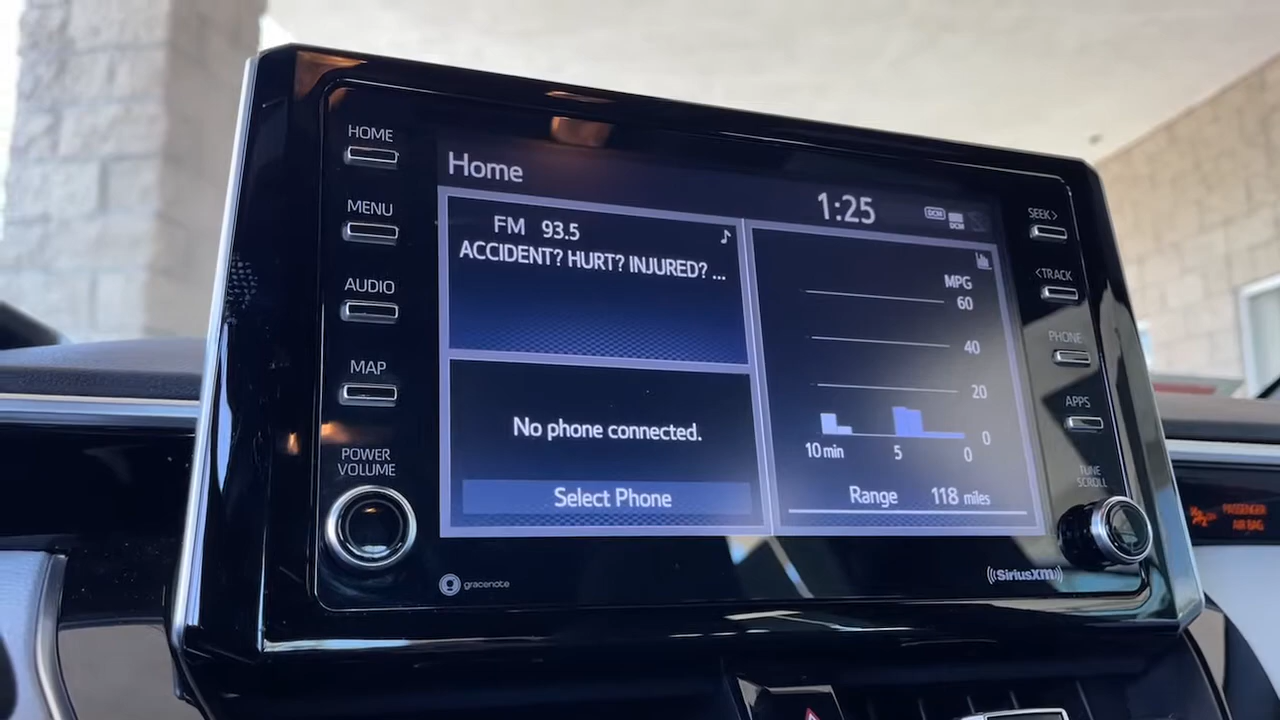 HOME
MENU
AUDIO
MAP
POWER
VOLUME
Home
1:25
DCM
DCM
FM 93.5
ACCIDENT? HURT? INJURED? ...
No phone connected.
Select Phone
MPG
60
40
20
0
10 min 5 0
Range 118 miles
SEEK>
<TRACK
PHONE
APPS
TUNE
SCROLL
gracenote
((SiriusXM))
PASSENGER
AIR BAG